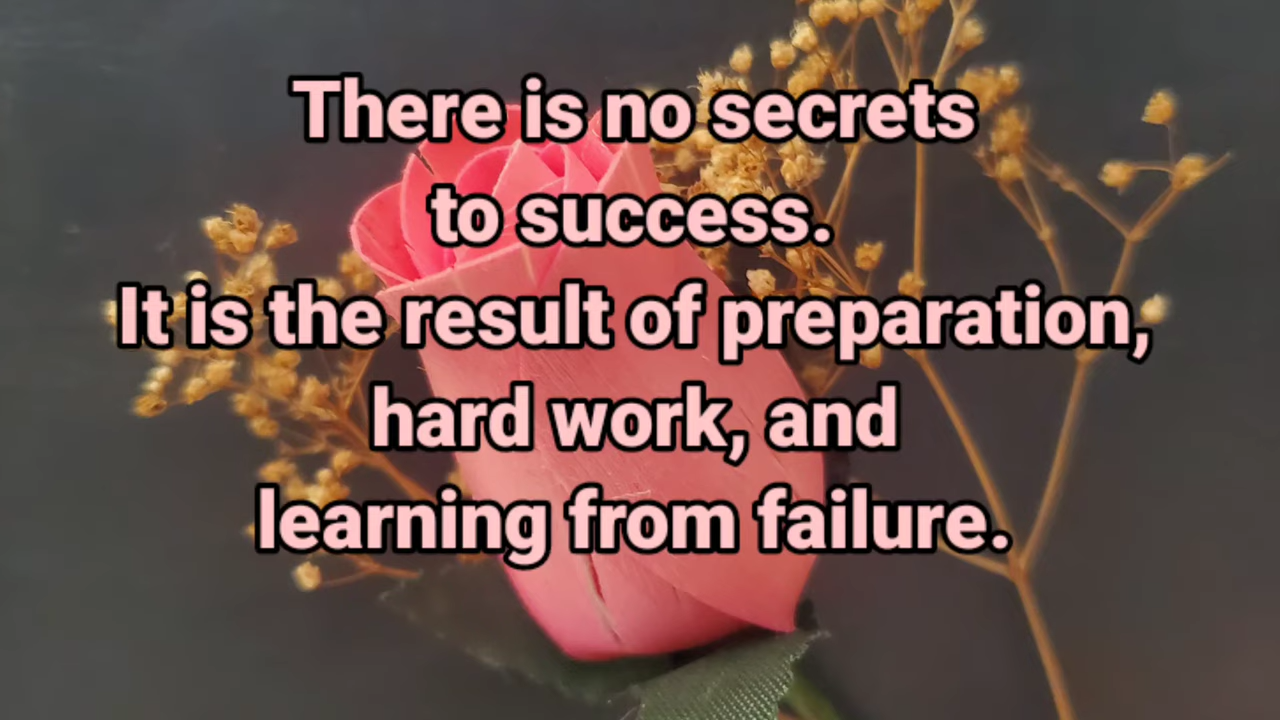 There is no secrets
to success.
It is the result of preparation,
hard work, and
learning from failure.